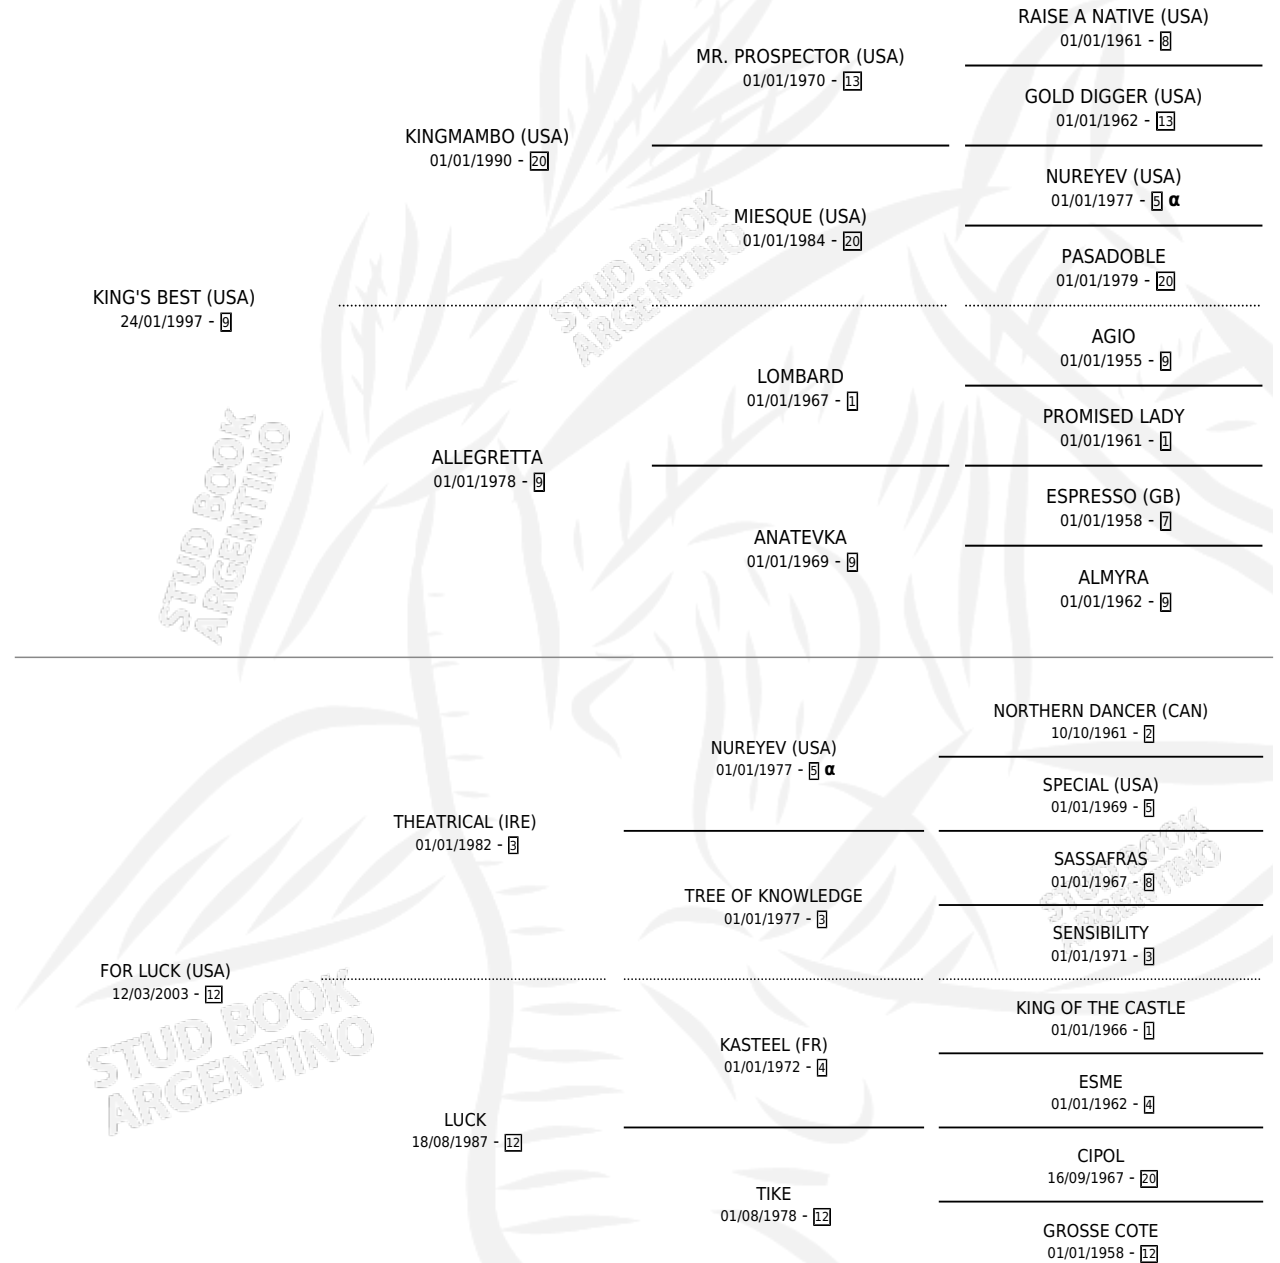 RAISE A NATIVE (USA)
01/01/1961 - 8
MR. PROSPECTOR (USA)
01/01/1970 - 13
GOLD DIGGER (USA)
01/01/1962 - 13
KINGMAMBO (USA)
01/01/1990 - 20
NUREYEV (USA)
01/01/1977 - 5 α
MIESQUE (USA)
01/01/1984 - 20
PASADOBLE
01/01/1979 - 20
KING'S BEST (USA)
24/01/1997 - 9
AGIO
01/01/1955 - 9
LOMBARD
01/01/1967 - 1
PROMISED LADY
01/01/1961 - 1
ALLEGRETTA
01/01/1978 - 9
ESPRESSO (GB)
01/01/1958 - 7
ANATEVKA
01/01/1969 - 9
ALMYRA
01/01/1962 - 9
NORTHERN DANCER (CAN)
10/10/1961 - 2
NUREYEV (USA)
01/01/1977 - 5 α
SPECIAL (USA)
01/01/1969 - 5
THEATRICAL (IRE)
01/01/1982 - 3
SASSAFRAS
01/01/1967 - 8
TREE OF KNOWLEDGE
01/01/1977 - 3
SENSIBILITY
01/01/1971 - 3
FOR LUCK (USA)
12/03/2003 - 12
KING OF THE CASTLE
01/01/1966 - 1
KASTEEL (FR)
01/01/1972 - 4
ESME
01/01/1962 - 4
LUCK
18/08/1987 - 12
CIPOL
16/09/1967 - 20
TIKE
01/08/1978 - 12
GROSSE COTE
01/01/1958 - 12
STUD BOOK
ARGENTINO
STUD BOOK
ARGENTINO
STUD BOOK
ARGENTINO
STUD BOOK
ARGENTINO